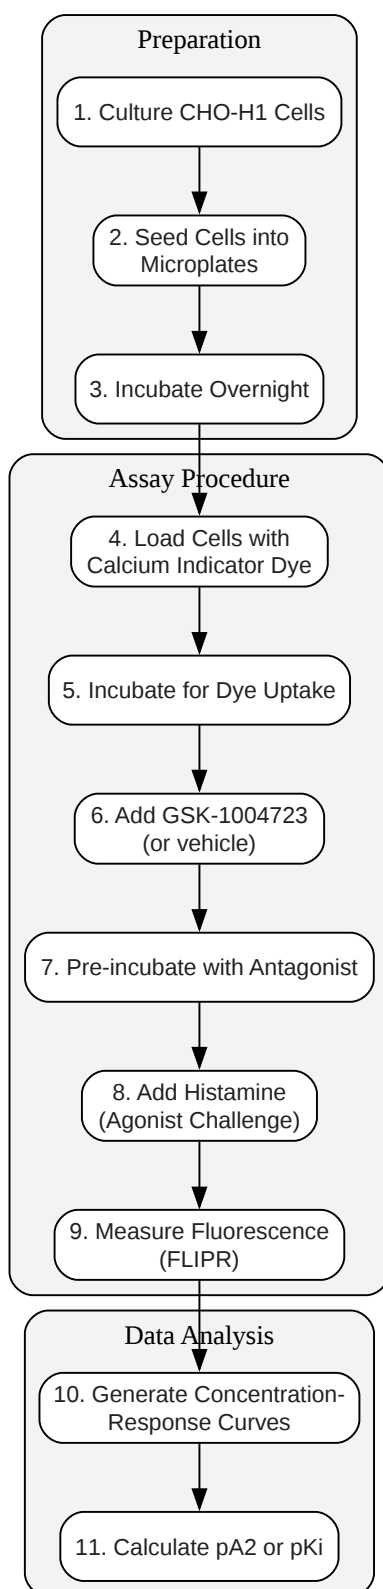 Preparation
1. Culture CHO-H1 Cells
2. Seed Cells into
Microplates
3. Incubate Overnight
Assay Procedure
4. Load Cells with
Calcium Indicator Dye
5. Incubate for Dye Uptake
6. Add GSK-1004723
(or vehicle)
7. Pre-incubate with Antagonist
8. Add Histamine
(Agonist Challenge)
9. Measure Fluorescence
(FLIPR)
Data Analysis
10. Generate Concentration-
Response Curves
11. Calculate pA2 or pKi